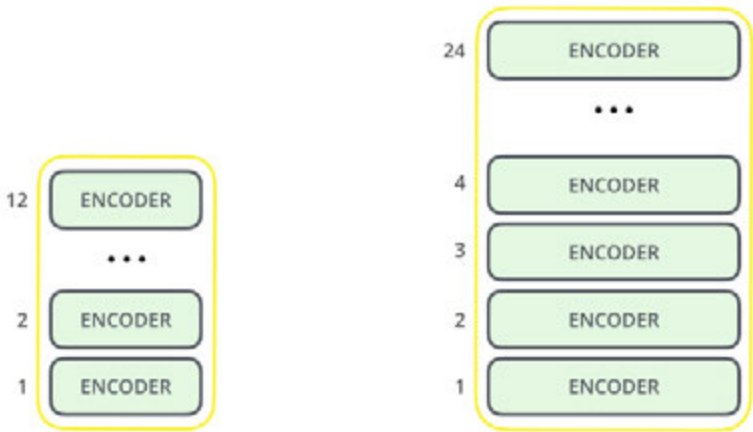 12 ENCODER
...
2 ENCODER
1 ENCODER
24 ENCODER
...
4 ENCODER
3 ENCODER
2 ENCODER
1 ENCODER